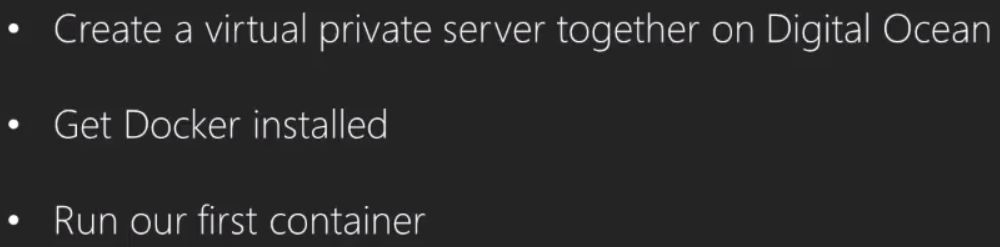 • Create a virtual private server together on Digital Ocean
• Get Docker installed
• Run our first container